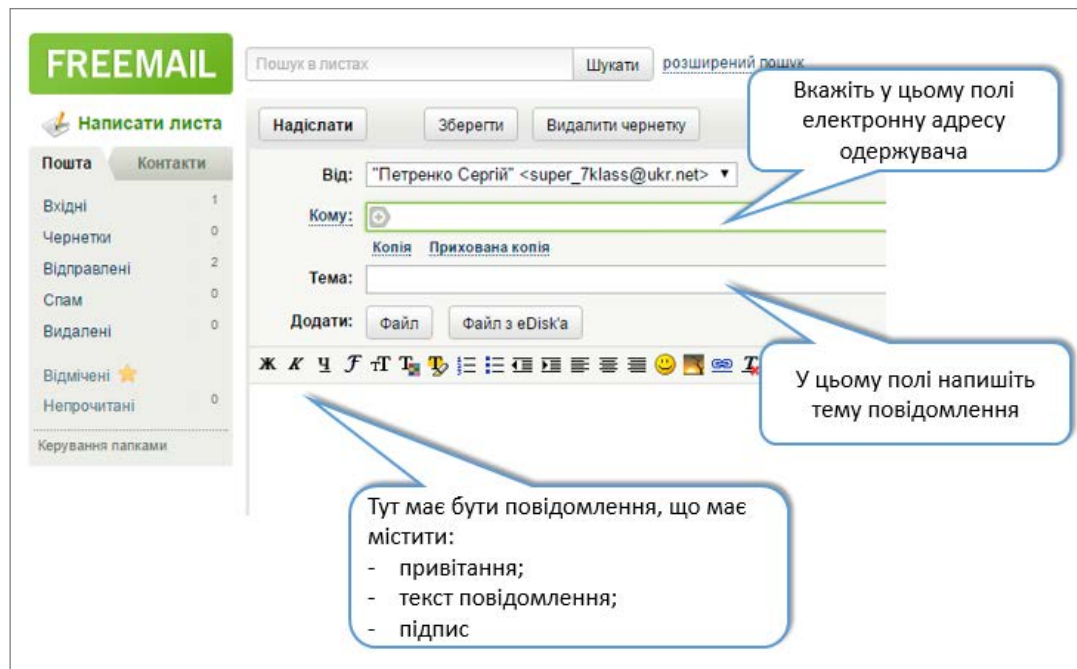 FREEMAIL
Пошук в листах
Шукати
розширений пошук
Написати листа
Пошта
Контакти
Вхідні 1
Чернетки 0
Відправлені 2
Спам 0
Видалені 0
Відмічені
Непрочитані 0
Керування папками
Надіслати
Зберегти
Видалити чернетку
Від: "Петренко Сергій" <super_7klass@ukr.net>
Кому:
Копія Прихована копія
Тема:
Додати: Файл Файл з eDisk'a
Ж К Ч F тТ T
Вкажіть у цьому полі
електронну адресу
одержувача
У цьому полі напишіть
тему повідомлення
Тут має бути повідомлення, що має
містити:
- привітання;
- текст повідомлення;
- підпис